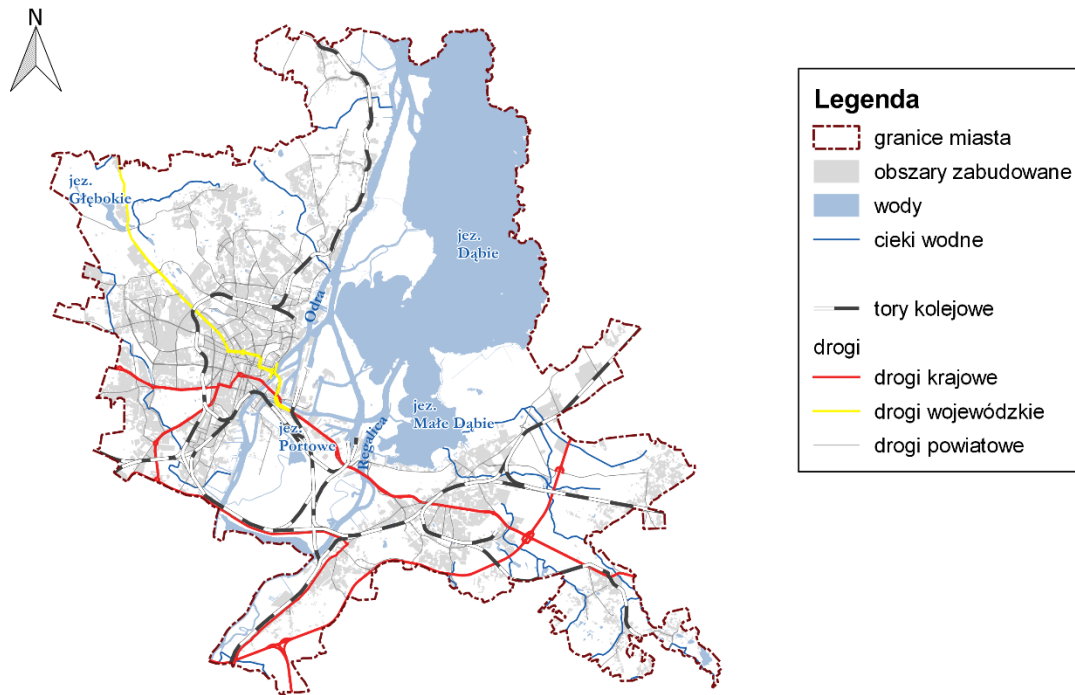 N
jez.
Głębokie
jez.
Dąbie
Odra
jez.
Małe Dąbie
jez.
Portowe
Regalica
Legenda
granice miasta
obszary zabudowane
wody
cieki wodne
tory kolejowe
drogi
drogi krajowe
drogi wojewódzkie
drogi powiatowe